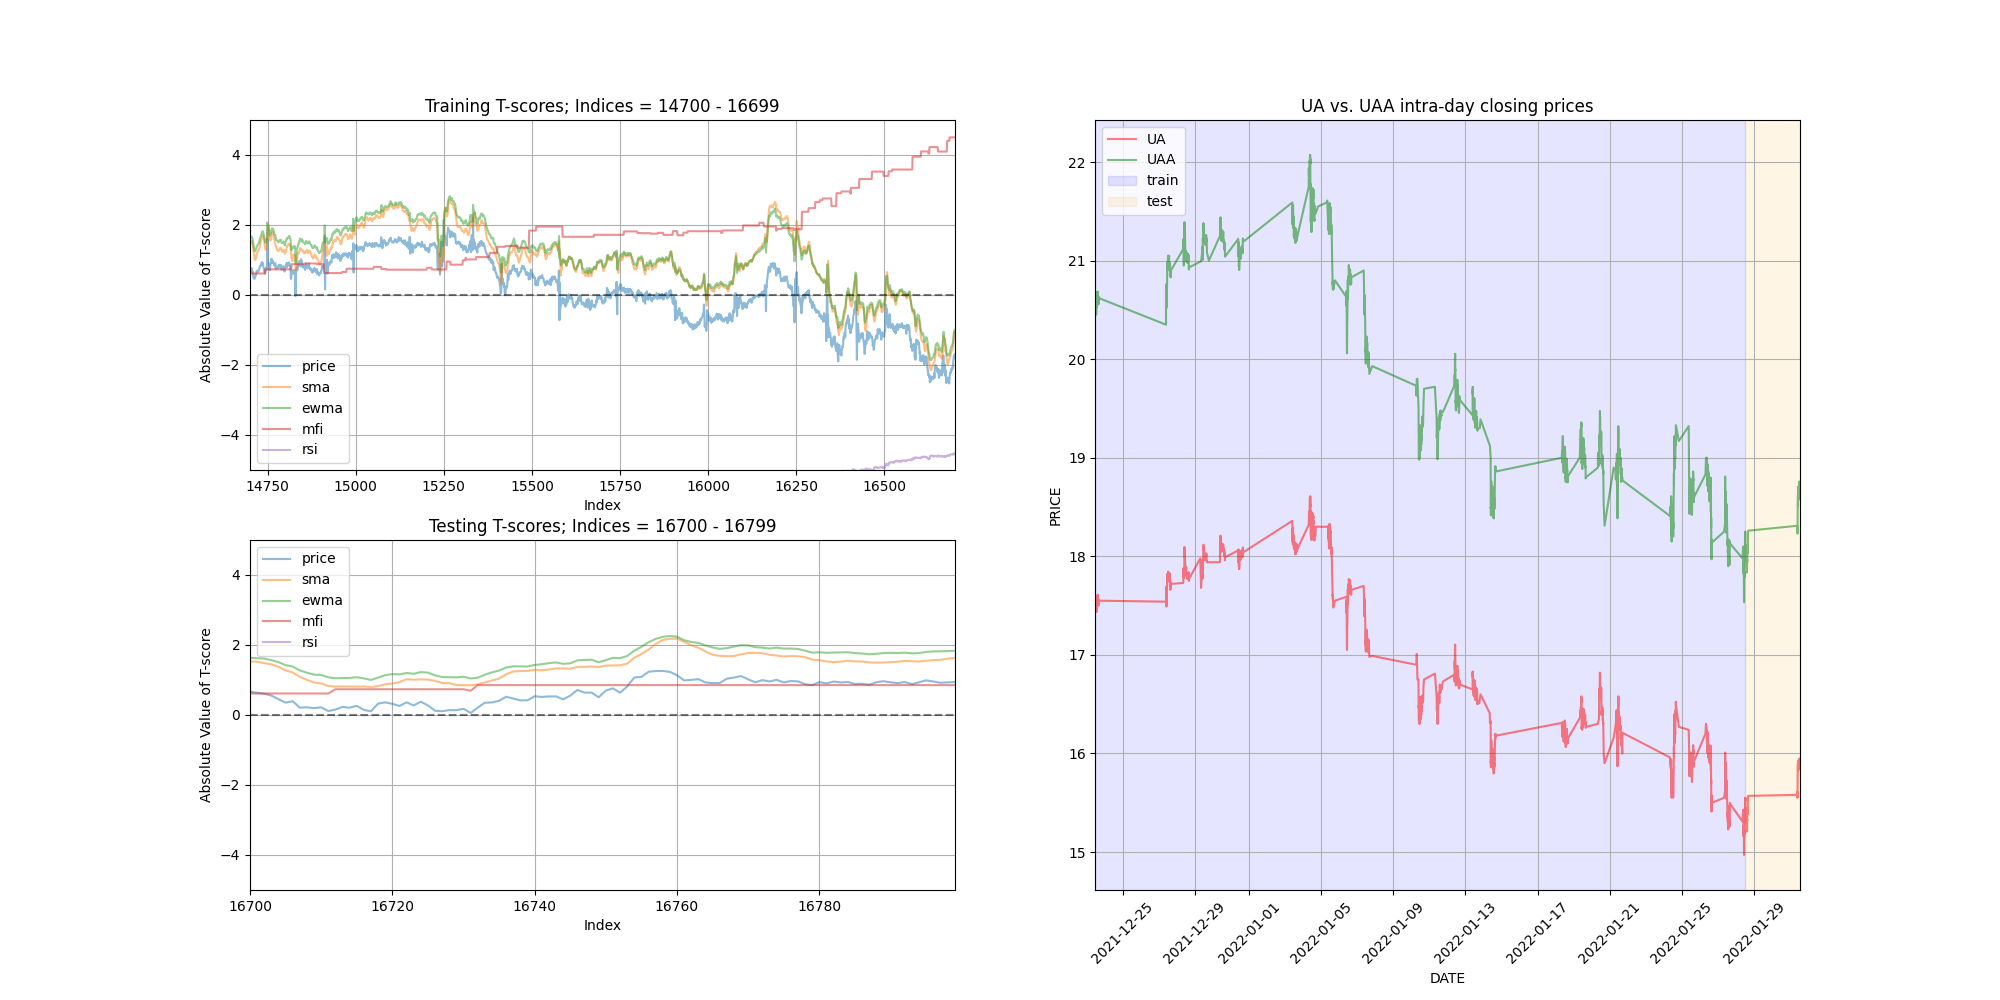 Training T-scores; Indices = 14700 - 16699
Absolute Value of T-score
4
2
0
−2
−4
price
sma
ewma
mfi
rsi
14750 15000 15250 15500 15750 16000 16250 16500
Index
Testing T-scores; Indices = 16700 - 16799
Absolute Value of T-score
4
2
0
−2
−4
price
sma
ewma
mfi
rsi
16700 16720 16740 16760 16780
Index
UA vs. UAA intra-day closing prices
PRICE
22
21
20
19
18
17
16
15
UA
UAA
train
test
2021-12-25 2021-12-29 2022-01-01 2022-01-05 2022-01-09 2022-01-13 2022-01-17 2022-01-21 2022-01-25 2022-01-29
DATE